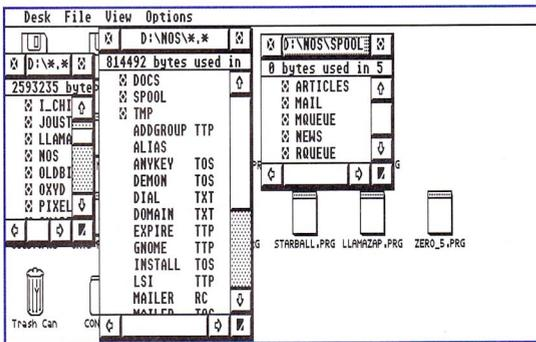 Desk File View Options
D:\*.*
2593235 byte
I_CHI
JOUST
LLAMA
NOS
OLDBI
OXYD
PIXEL
D:\NOS\*.*
814492 bytes used in
DOCS
SPOOL
TMP
ADDGROUP TTP
ALIAS
ANYKEY TOS
DEMON TOS
DIAL TXT
DOMAIN TXT
EXPIRE TTP
GNOME TTP
INSTALL TOS
LSI TTP
MAILER RC
D:\NOS\SPOOL
0 bytes used in 5
ARTICLES
MAIL
MQUEUE
NEWS
RQUEUE
STARBALL.PRG LLAMAZAP.PRG ZERO_5.PRG
Trash Can CON